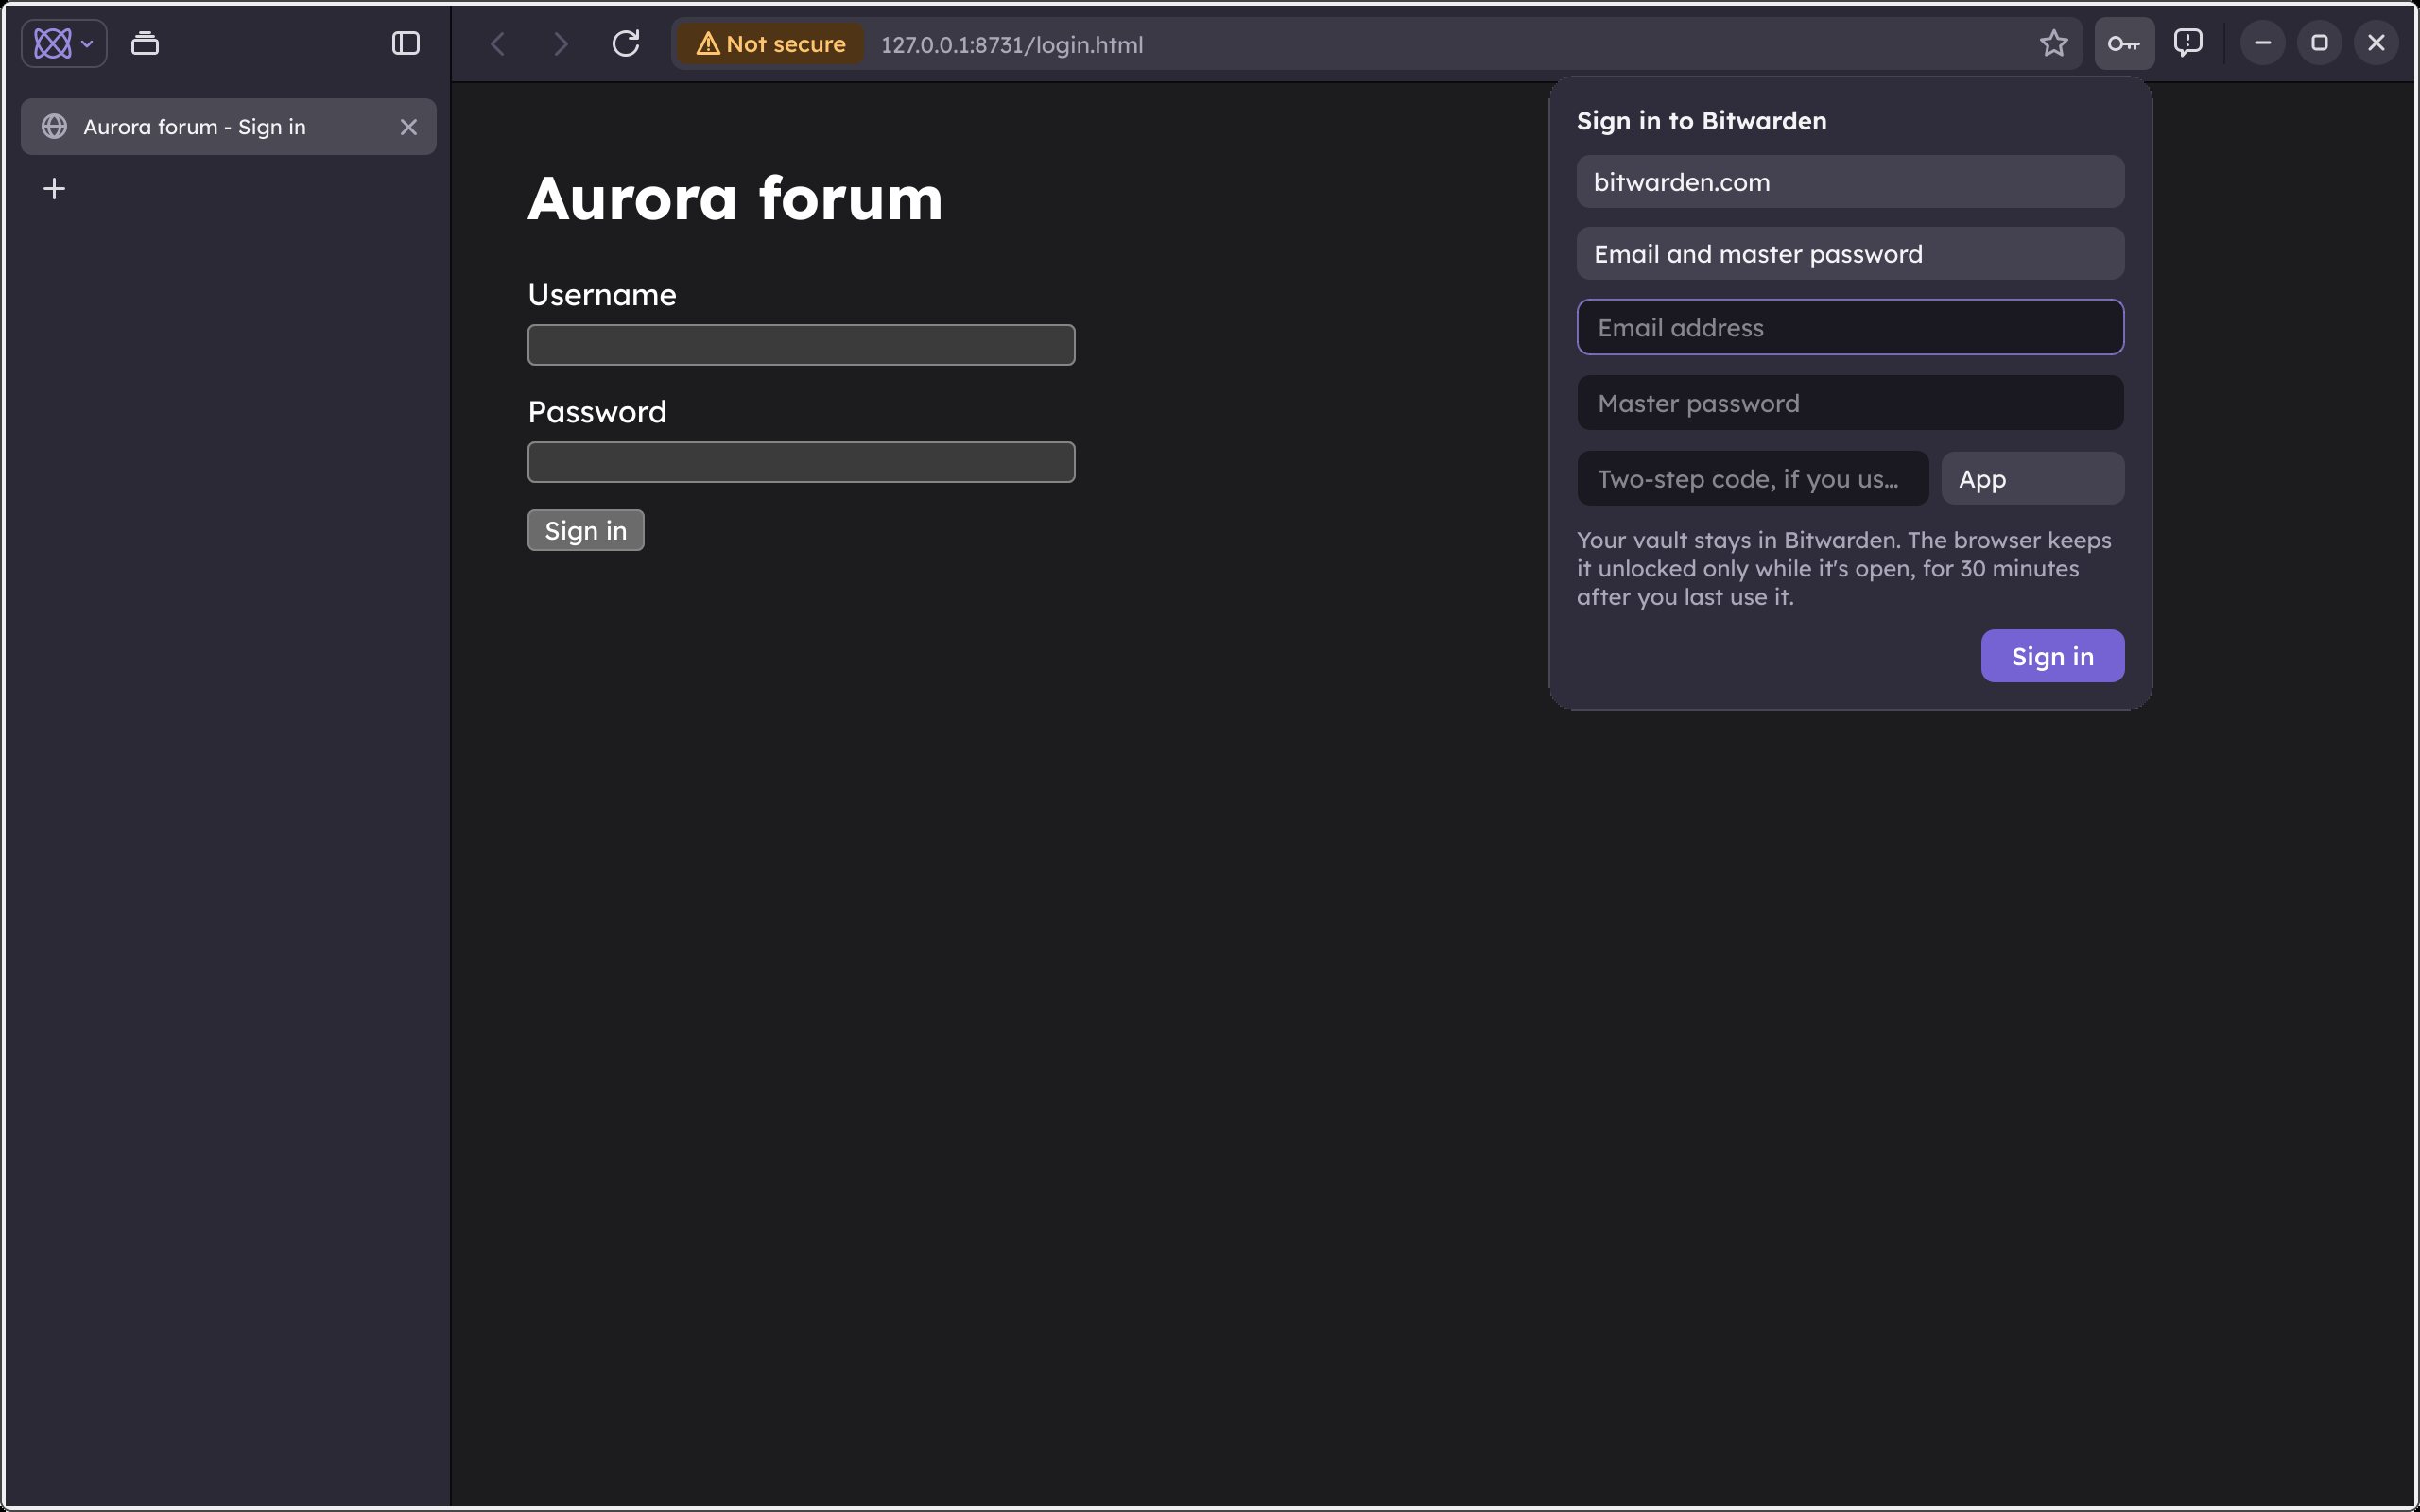 Not secure
127.0.0.1:8731/login.html
Aurora forum - Sign in
Aurora forum
Username
Password
Sign in
Sign in to Bitwarden
bitwarden.com
Email and master password
Email address
Master password
Two-step code, if you us...
App
Your vault stays in Bitwarden. The browser keeps
it unlocked only while it's open, for 30 minutes
after you last use it.
Sign in